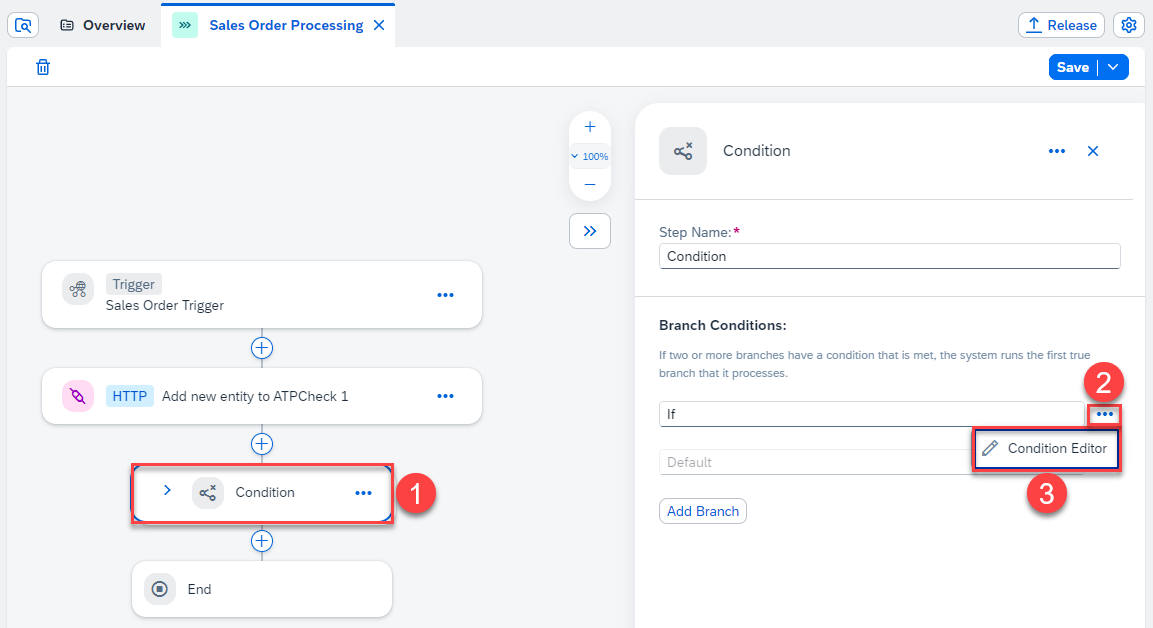 Overview
Sales Order Processing
Release
Save
100%
Trigger
Sales Order Trigger
HTTP Add new entity to ATPCheck 1
Condition
1
End
Condition
Step Name:*
Condition
Branch Conditions:
If two or more branches have a condition that is met, the system runs the first true
branch that it processes.
2
If
Condition Editor
Default
3
Add Branch